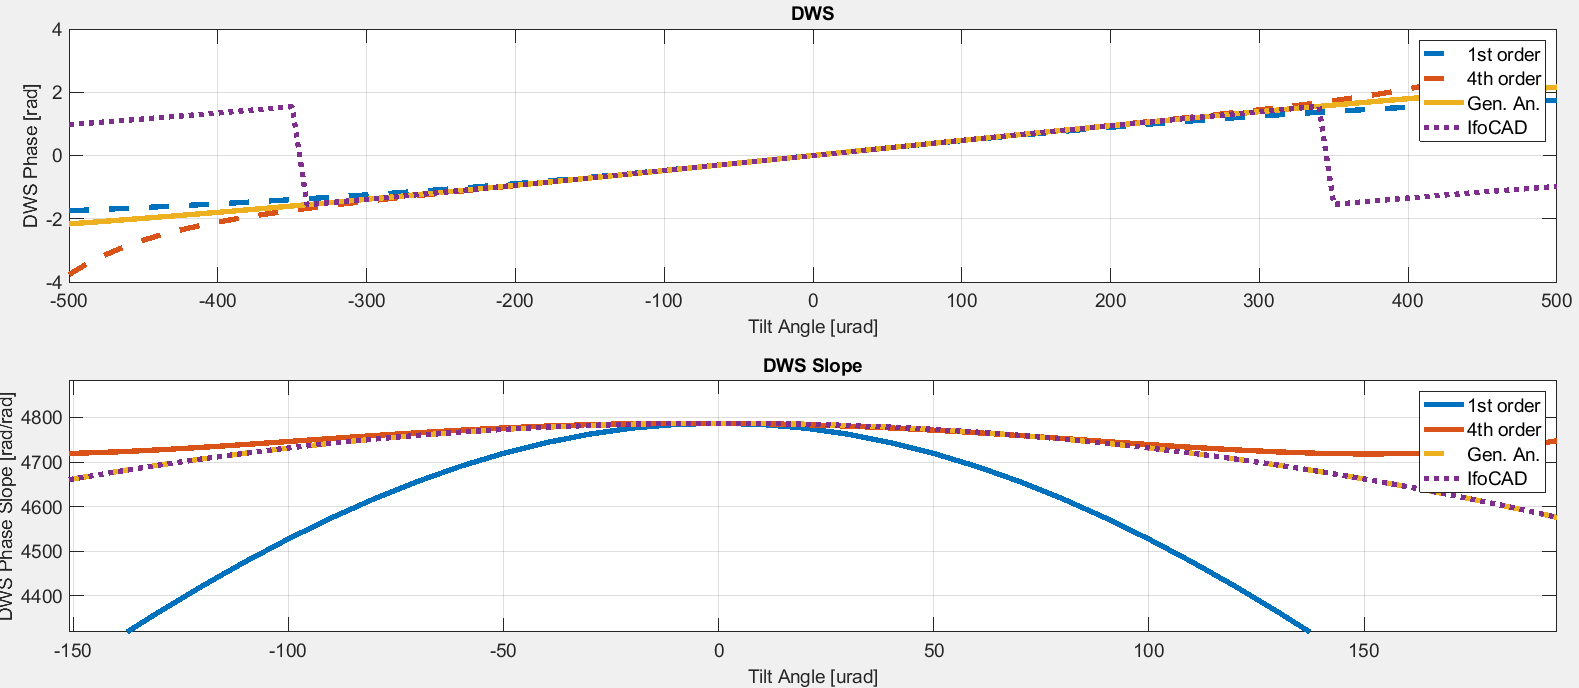 DWS
4
2
0
-2
-4
DWS Phase [rad]
-500 -400 -300 -200 -100 0 100 200 300 400 500
Tilt Angle [urad]
1st order
4th order
Gen. An.
IfoCAD
DWS Slope
4800
4700
4600
4500
4400
DWS Phase Slope [rad/rad]
-150 -100 -50 0 50 100 150
Tilt Angle [urad]
1st order
4th order
Gen. An.
IfoCAD